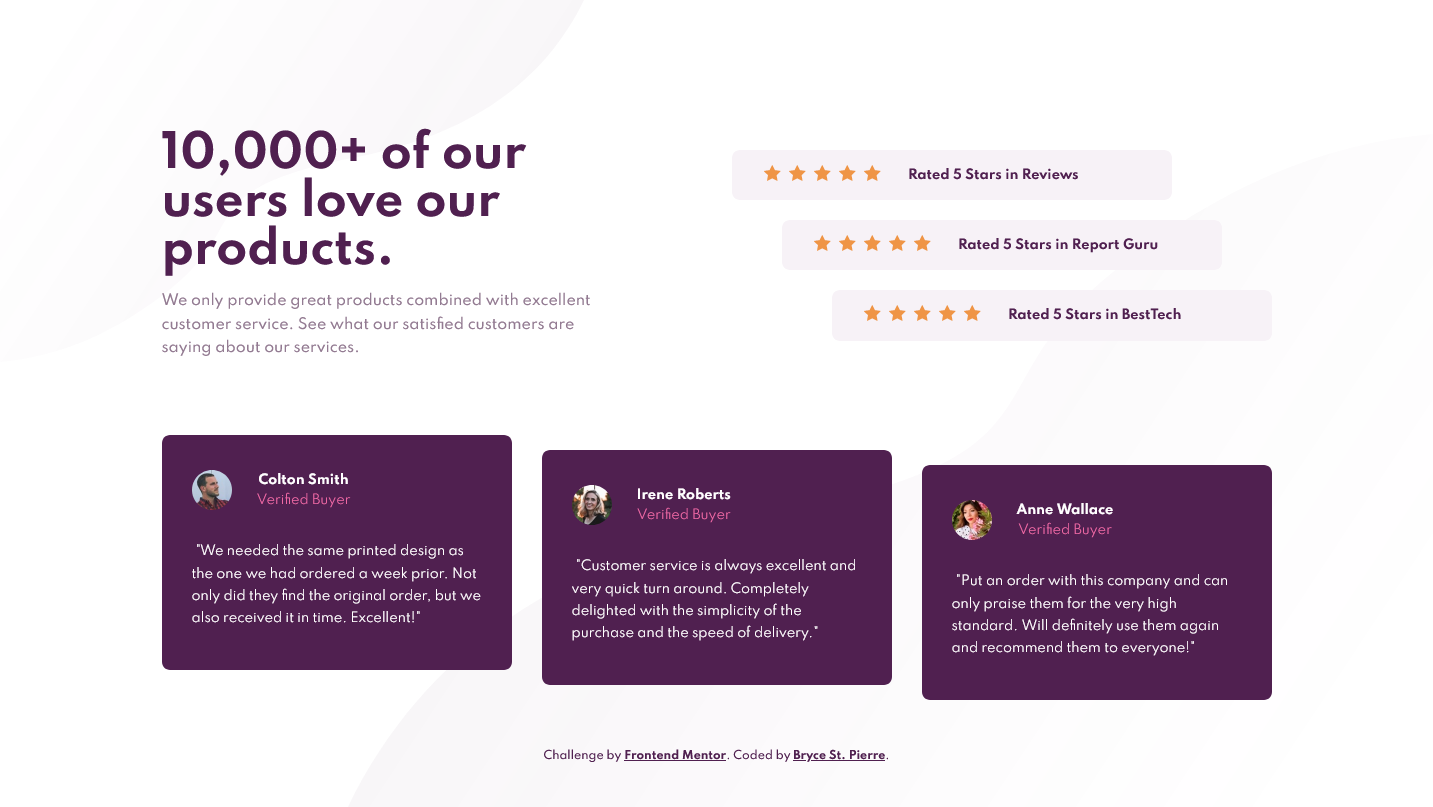 10,000+ of our
users love our
products.
We only provide great products combined with excellent
customer service. See what our satisfied customers are
saying about our services.
Rated 5 Stars in Reviews
Rated 5 Stars in Report Guru
Rated 5 Stars in BestTech
Colton Smith
Verified Buyer
"We needed the same printed design as
the one we had ordered a week prior. Not
only did they find the original order, but we
also received it in time. Excellent!"
Irene Roberts
Verified Buyer
"Customer service is always excellent and
very quick turn around. Completely
delighted with the simplicity of the
purchase and the speed of delivery."
Anne Wallace
Verified Buyer
"Put an order with this company and can
only praise them for the very high
standard. Will definitely use them again
and recommend them to everyone!"
Challenge by Frontend Mentor. Coded by Bryce St. Pierre.